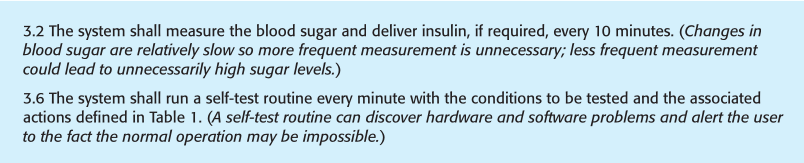 3.2 The system shall measure the blood sugar and deliver insulin, if required, every 10 minutes. (Changes in
blood sugar are relatively slow so more frequent measurement is unnecessary; less frequent measurement
could lead to unnecessarily high sugar levels.)
3.6 The system shall run a self-test routine every minute with the conditions to be tested and the associated
actions defined in Table 1. (A self-test routine can discover hardware and software problems and alert the user
to the fact the normal operation may be impossible.)